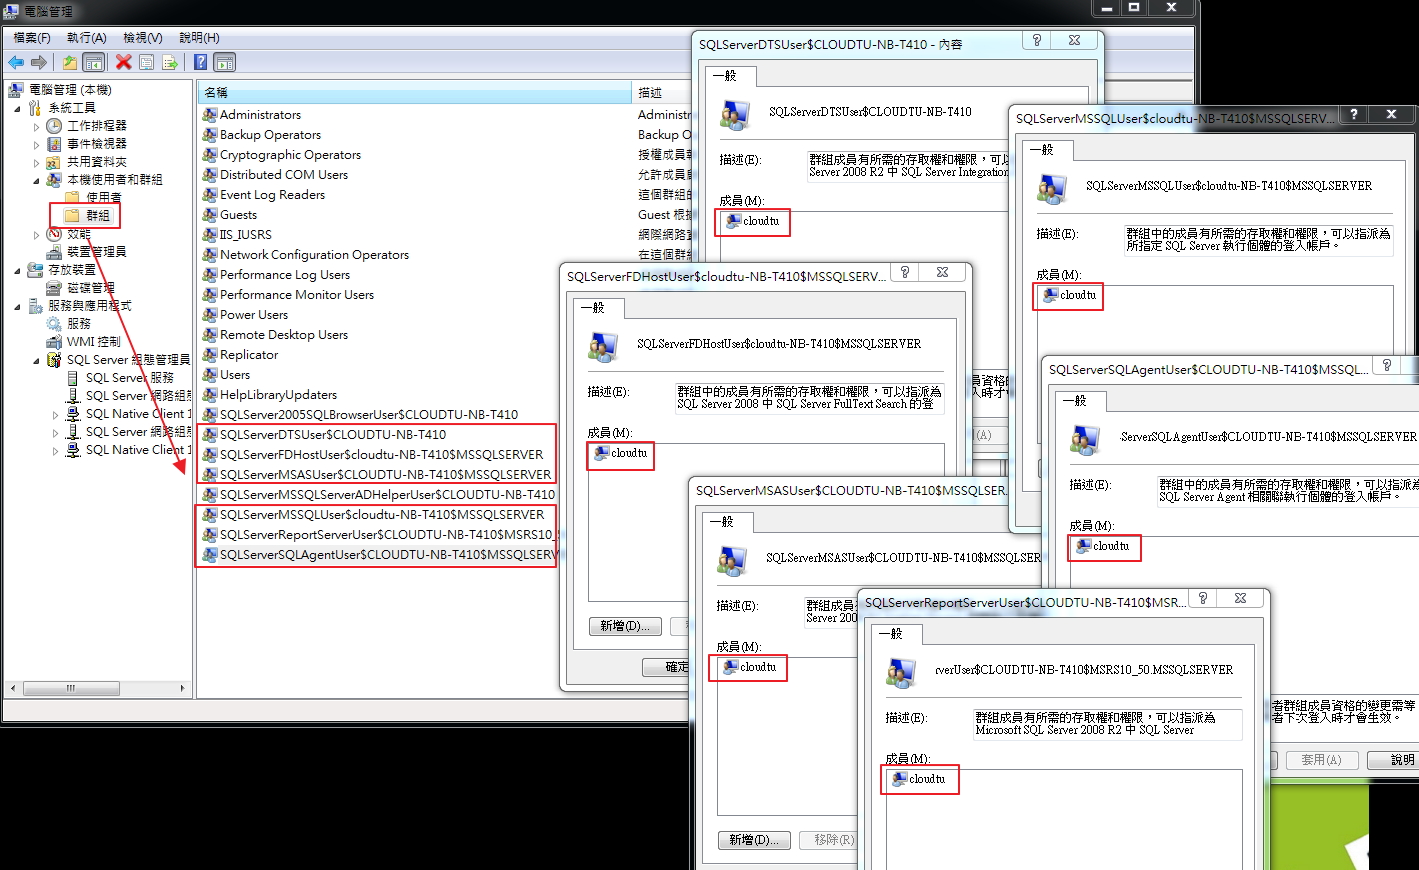 電腦管理
檔案(F) 執行(A) 檢視(V) 說明(H)
電腦管理 (本機)
系統工具
工作排程器
事件檢視器
共用資料夾
本機使用者和群組
使用者
群組
效能
裝置管理員
存放裝置
磁碟管理
服務與應用程式
服務
WMI 控制
SQL Server 組態管理員
SQL Server 服務
SQL Server 網路組態
SQL Native Client 1
SQL Server 網路組態
SQL Native Client 1
名稱
描述
Administrators
Administr
Backup Operators
Backup O
Cryptographic Operators
授權成員
Distributed COM Users
允許成員
Event Log Readers
這個群組的
Guests
Guest 根據
IIS_IUSRS
網際網路
Network Configuration Operators
在這個群組
Performance Log Users
Performance Monitor Users
Power Users
Remote Desktop Users
Replicator
Users
HelpLibraryUpdaters
SQLServer2005SQLBrowserUser$CLOUDTU-NB-T410
SQLServerDTSUser$CLOUDTU-NB-T410
SQLServerFDHostUser$cloudtu-NB-T410$MSSQLSERVER
SQLServerMSASUser$CLOUDTU-NB-T410$MSSQLSERVER
SQLServerMSSQLServerADHelperUser$CLOUDTU-NB-T410
SQLServerMSSQLUser$cloudtu-NB-T410$MSSQLSERVER
SQLServerReportServerUser$CLOUDTU-NB-T410$MSRS10_5
SQLServerSQLAgentUser$CLOUDTU-NB-T410$MSSQLSERV
SQLServerDTSUser$CLOUDTU-NB-T410 - 內容
一般
SQLServerDTSUser$CLOUDTU-NB-T410
描述(E):
群組成員有所需的存取權和權限，可以
Server 2008 R2 中 SQL Server Integration
成員(M):
cloudtu
SQLServerMSSQLUser$cloudtu-NB-T410$MSSQLSERV...
一般
SQLServerMSSQLUser$cloudtu-NB-T410$MSSQLSERVER
描述(E):
群組中的成員有所需的存取權和權限，可以指派為
所指定 SQL Server 執行個體的登入帳戶。
成員(M):
cloudtu
SQLServerFDHostUser$cloudtu-NB-T410$MSSQLSERV...
一般
SQLServerFDHostUser$cloudtu-NB-T410$MSSQLSERVER
描述(E):
群組中的成員有所需的存取權和權限，可以指派為
SQL Server 2008 中 SQL Server FullText Search 的登
成員(M):
cloudtu
新增(D)...
確定
員資格的
入時才會
(A)
SQLServerSQLAgentUser$CLOUDTU-NB-T410$MSSQL...
一般
ServerSQLAgentUser$CLOUDTU-NB-T410$MSSQLSERVER
描述(E):
群組中的成員有所需的存取權和權限，可以指派為
SQL Server Agent 相關聯執行個體的登入帳戶。
成員(M):
cloudtu
者群組成員資格的變更需等
者下次登入時才會生效。
套用(A)
說明
SQLServerMSASUser$CLOUDTU-NB-T410$MSSQLSER
一般
SQLServerMSASUser$CLOUDTU-NB-T410$MSSQLSERV
描述(E):
群組成員
Server 200
成員(M):
cloudtu
新增(D)...
移除(R)
SQLServerReportServerUser$CLOUDTU-NB-T410$MSR...
一般
rverUser$CLOUDTU-NB-T410$MSRS10_50.MSSQLSERVER
描述(E):
群組成員有所需的存取權和權限，可以指派為
Microsoft SQL Server 2008 R2 中 SQL Server
成員(M):
cloudtu